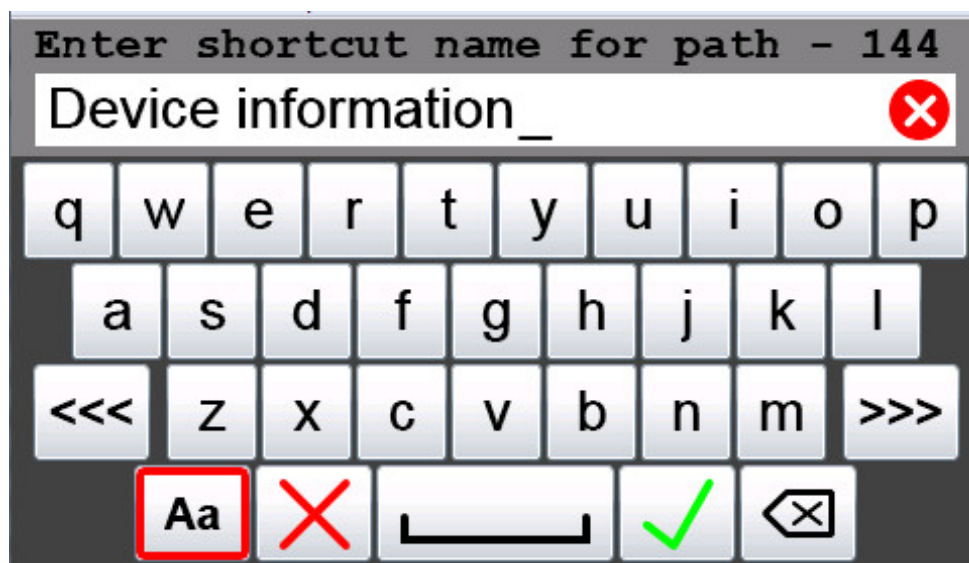 Enter shortcut name for path - 144
Device information_
q w e r t y u i o p
a s d f g h j k l
<<< z x c v b n m >>>
Aa